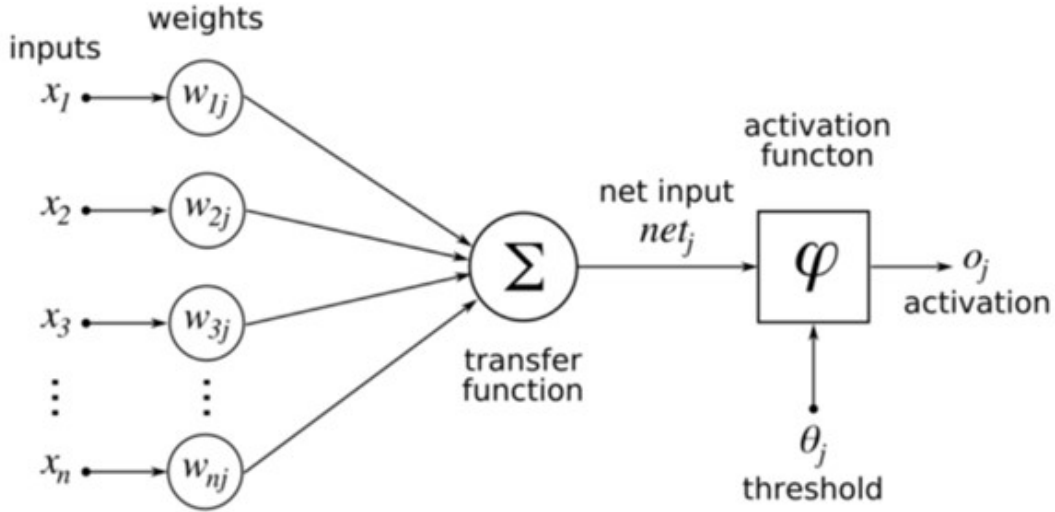 weights
inputs
x1
w1j
x2
w2j
x3
w3j
⋮
⋮
xn
wnj
Σ
transfer
function
net input
netj
activation
functon
φ
oj
activation
θj
threshold